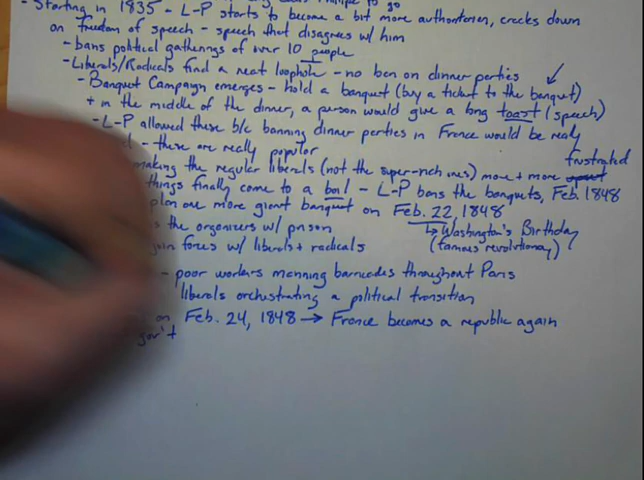 - Starting in 1835 - L-P starts to become a bit more authoritarian, cracks down
on freedom of speech - speech that disagrees w/ him
- bans political gatherings of over 10 people
- Liberals/Radicals find a neat loophole - no ban on dinner parties
- Banquet Campaign emerges - hold a banquet (buy a ticket to the banquet)
+ in the middle of the dinner, a person would give a long toast (speech)
- L-P allowed these b/c banning dinner parties in France would be really
- these are really popular
making the regular liberals (not the super-rich ones) more + more frustrated
things finally come to a boil - L-P bans the banquets, Feb 1848
plan one more giant banquet on Feb. 22, 1848
↳ Washington's Birthday
(famous revolutionary)
the organizers w/ prison
join forces w/ liberals + radicals
- poor workers manning barricades throughout Paris
liberals orchestrating a political transition
on Feb. 24, 1848 → France becomes a republic again
gov't